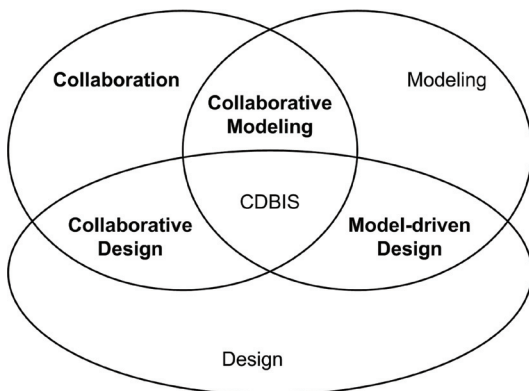 Collaboration
Modeling
Collaborative
Modeling
CDBIS
Collaborative
Design
Model-driven
Design
Design